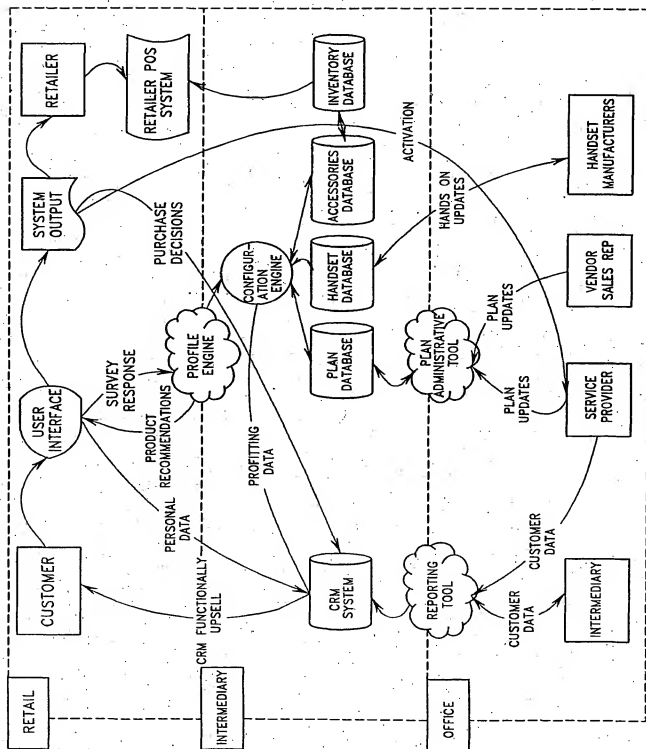 RETAIL
CUSTOMER
USER
INTERFACE
SYSTEM
OUTPUT
RETAILER
RETAILER POS
SYSTEM
SURVEY
RESPONSE
PRODUCT
RECOMMENDATIONS
PERSONAL
DATA
PURCHASE
DECISIONS
CRM FUNCTIONALLY
UPSELL
PROFILE
ENGINE
INTERMEDIARY
PROFITTING
DATA
CONFIGUR-
ATION
ENGINE
CRM
SYSTEM
PLAN
DATABASE
HANDSET
DATABASE
ACCESSORIES
DATABASE
INVENTORY
DATABASE
ACTIVATION
OFFICE
REPORTING
TOOL
PLAN
ADMINISTRATIVE
TOOL
HANDS ON
UPDATES
CUSTOMER
DATA
CUSTOMER
DATA
PLAN
UPDATES
PLAN
UPDATES
INTERMEDIARY
SERVICE
PROVIDER
VENDOR
SALES REP
HANDSET
MANUFACTURERS